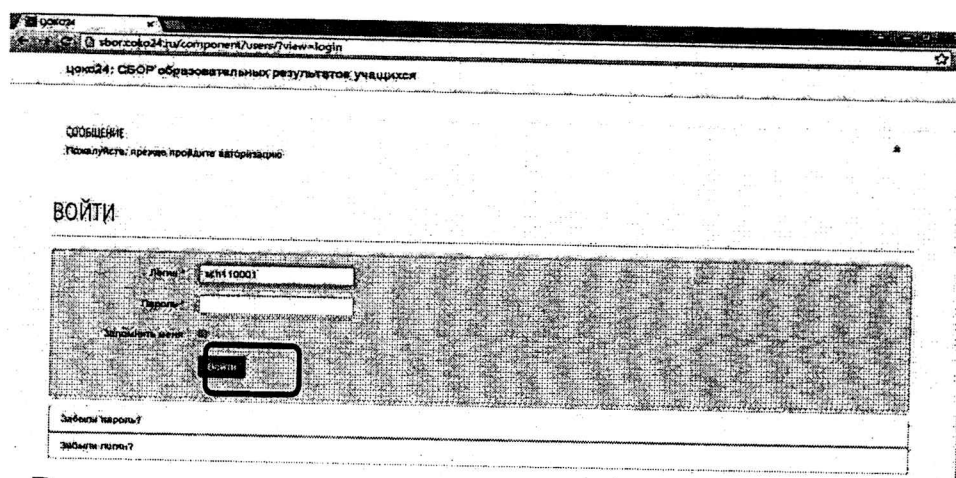 цоко24
sbor.coko24.ru/component/users/?view=login
цоко24: СБОР образовательных результатов учащихся
СООБЩЕНИЕ
Пожалуйста, прежде пройдите авторизацию
ВОЙТИ
Логин *
sch110001
Пароль *
Запомнить меня
Войти
Забыли пароль?
Забыли логин?